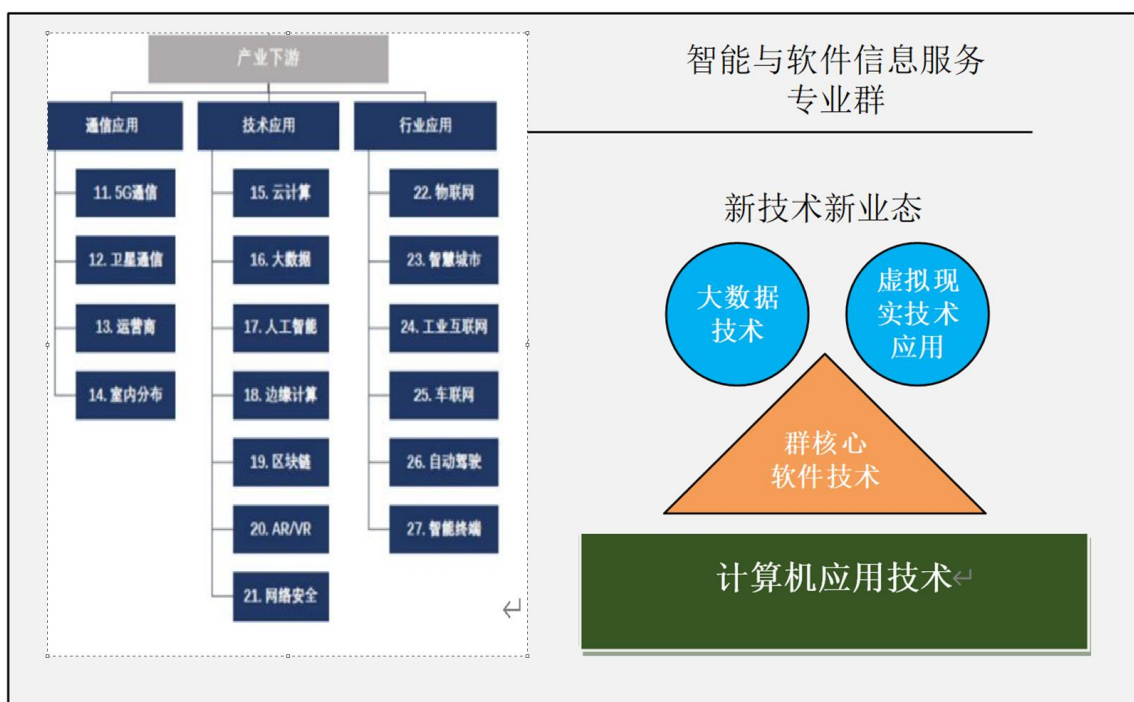 产业下游
通信应用
11. 5G通信
12. 卫星通信
13. 运营商
14. 室内分布
技术应用
15. 云计算
16. 大数据
17. 人工智能
18. 边缘计算
19. 区块链
20. AR/VR
21. 网络安全
行业应用
22. 物联网
23. 智慧城市
24. 工业互联网
25. 车联网
26. 自动驾驶
27. 智能终端
智能与软件信息服务
专业群
新技术新业态
大数据
技术
虚拟现
实技术
应用
群核心
软件技术
计算机应用技术